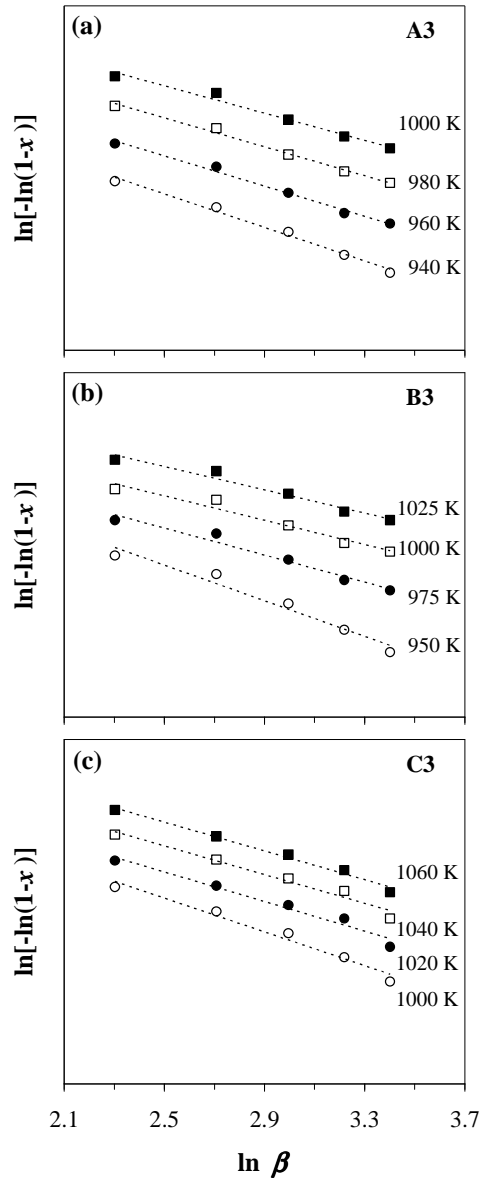 (a) A3
ln[-ln(1-x)]
1000 K
980 K
960 K
940 K
(b) B3
ln[-ln(1-x)]
1025 K
1000 K
975 K
950 K
(c) C3
ln[-ln(1-x)]
1060 K
1040 K
1020 K
1000 K
2.1 2.5 2.9 3.3 3.7
ln β